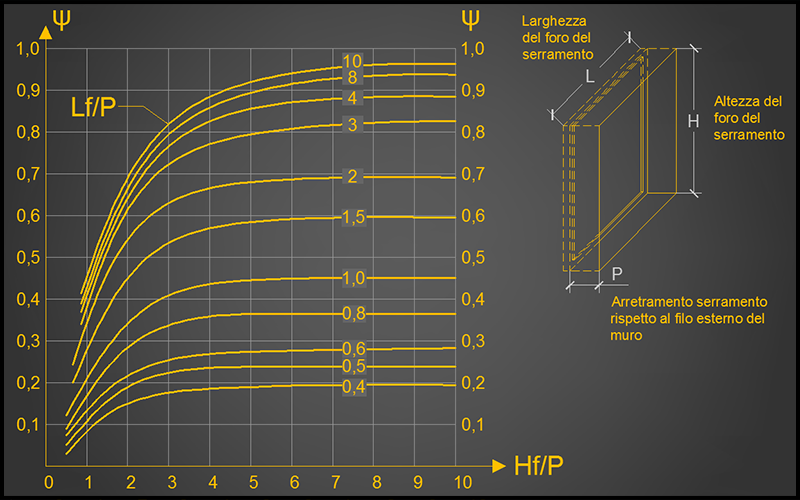 ψ
ψ
1,0
0,9
0,8
0,7
0,6
0,5
0,4
0,3
0,2
0,1
Lf/P
10
8
4
3
2
1,5
1,0
0,8
0,6
0,5
0,4
1,0
0,9
0,8
0,7
0,6
0,5
0,4
0,3
0,2
0,1
0 1 2 3 4 5 6 7 8 9 10
Hf/P
Larghezza
del foro del
serramento
L
H
Altezza del
foro del
serramento
P
Arretramento serramento
rispetto al filo esterno del
muro